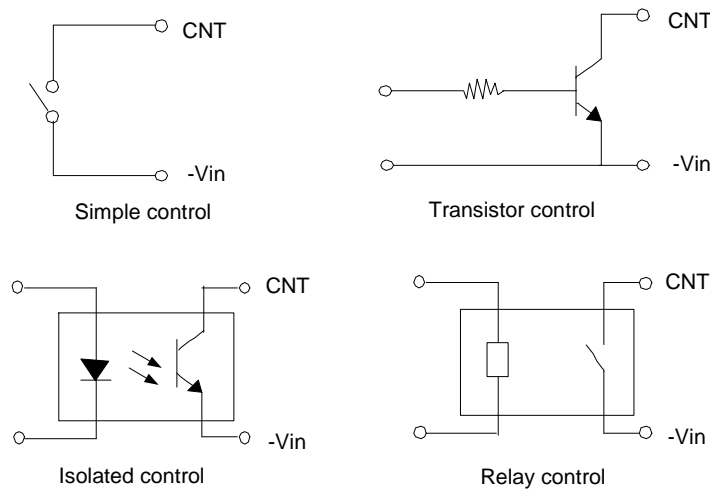 CNT
-Vin
Simple control
CNT
-Vin
Transistor control
CNT
-Vin
Isolated control
CNT
-Vin
Relay control